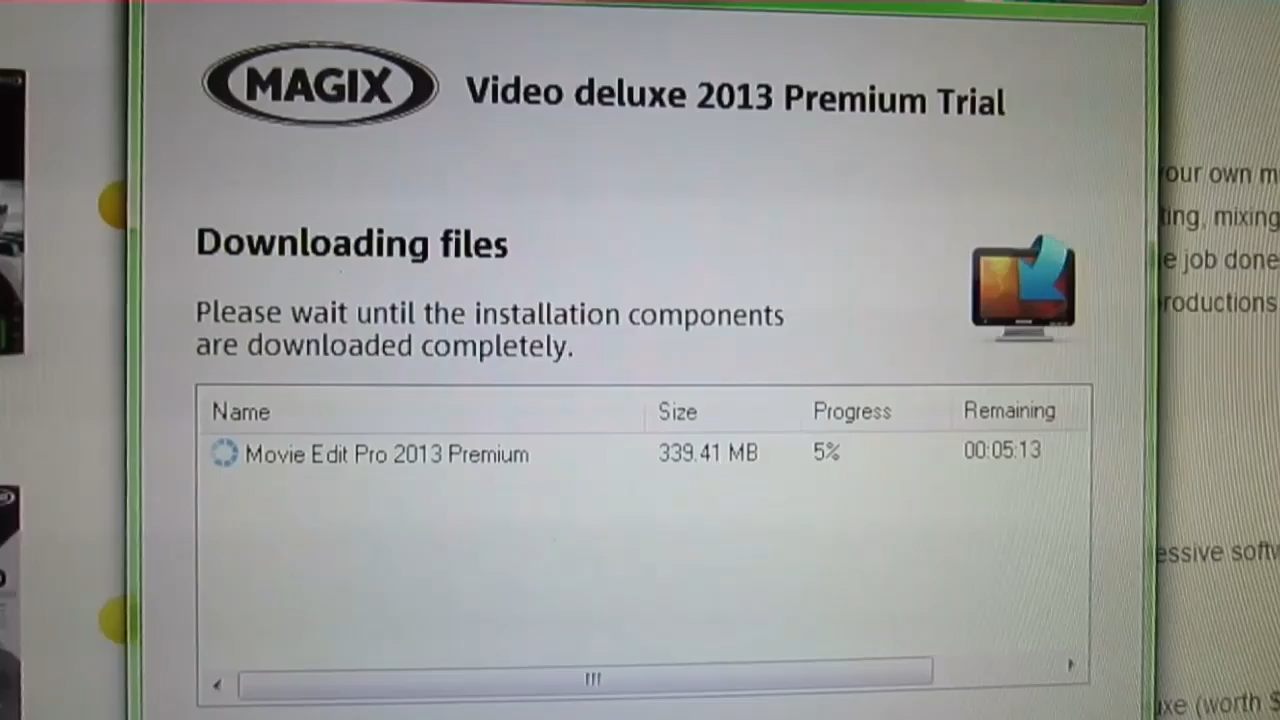 MAGIX
Video deluxe 2013 Premium Trial
Downloading files
Please wait until the installation components
are downloaded completely.
Name Size Progress Remaining
Movie Edit Pro 2013 Premium 339.41 MB 5% 00:05:13
our own m
ting, mixing
e job done
roductions
essive softw
uxe (worth $